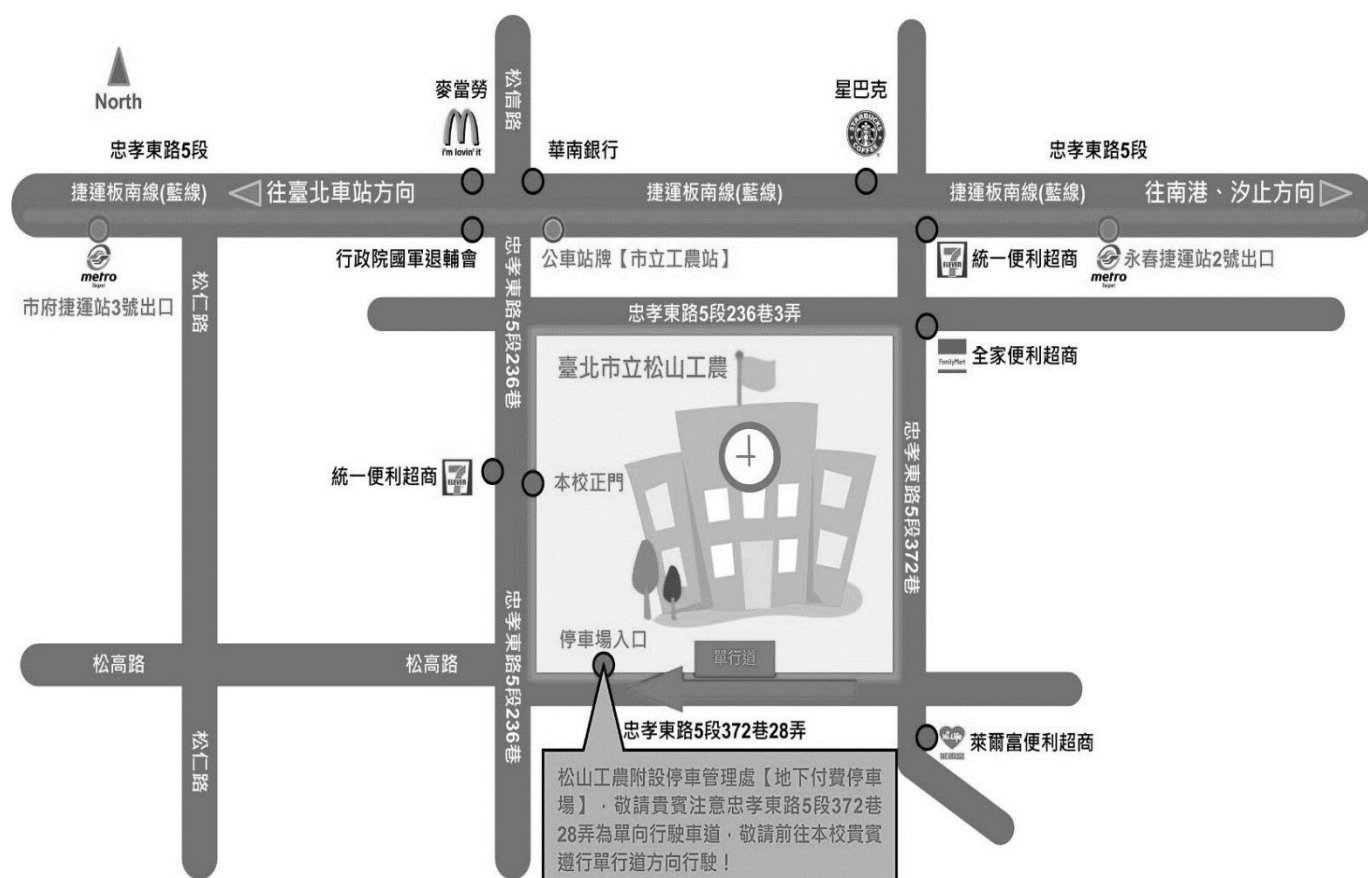 North
松信路
麥當勞
i'm lovin' it
星巴克
STARBUCKS
COFFEE
華南銀行
忠孝東路5段
忠孝東路5段
捷運板南線(藍線)
往臺北車站方向
捷運板南線(藍線)
捷運板南線(藍線)
往南港、汐止方向
metro
市府捷運站3號出口
行政院國軍退輔會
公車站牌【市立工農站】
7
ELEVEN
統一便利超商
metro
永春捷運站2號出口
松仁路
忠孝東路5段236巷
忠孝東路5段236巷3弄
FamilyMart
全家便利超商
臺北市立松山工農
統一便利超商
7
ELEVEN
本校正門
忠孝東路5段372巷
停車場入口
單行道
松高路
松高路
忠孝東路5段236巷
松仁路
忠孝東路5段372巷28弄
Hi-Life
萊爾富便利超商
松山工農附設停車管理處【地下付費停車
場】，敬請貴賓注意忠孝東路5段372巷
28弄為單向行駛車道，敬請前往本校貴賓
遵行單行道方向行駛！